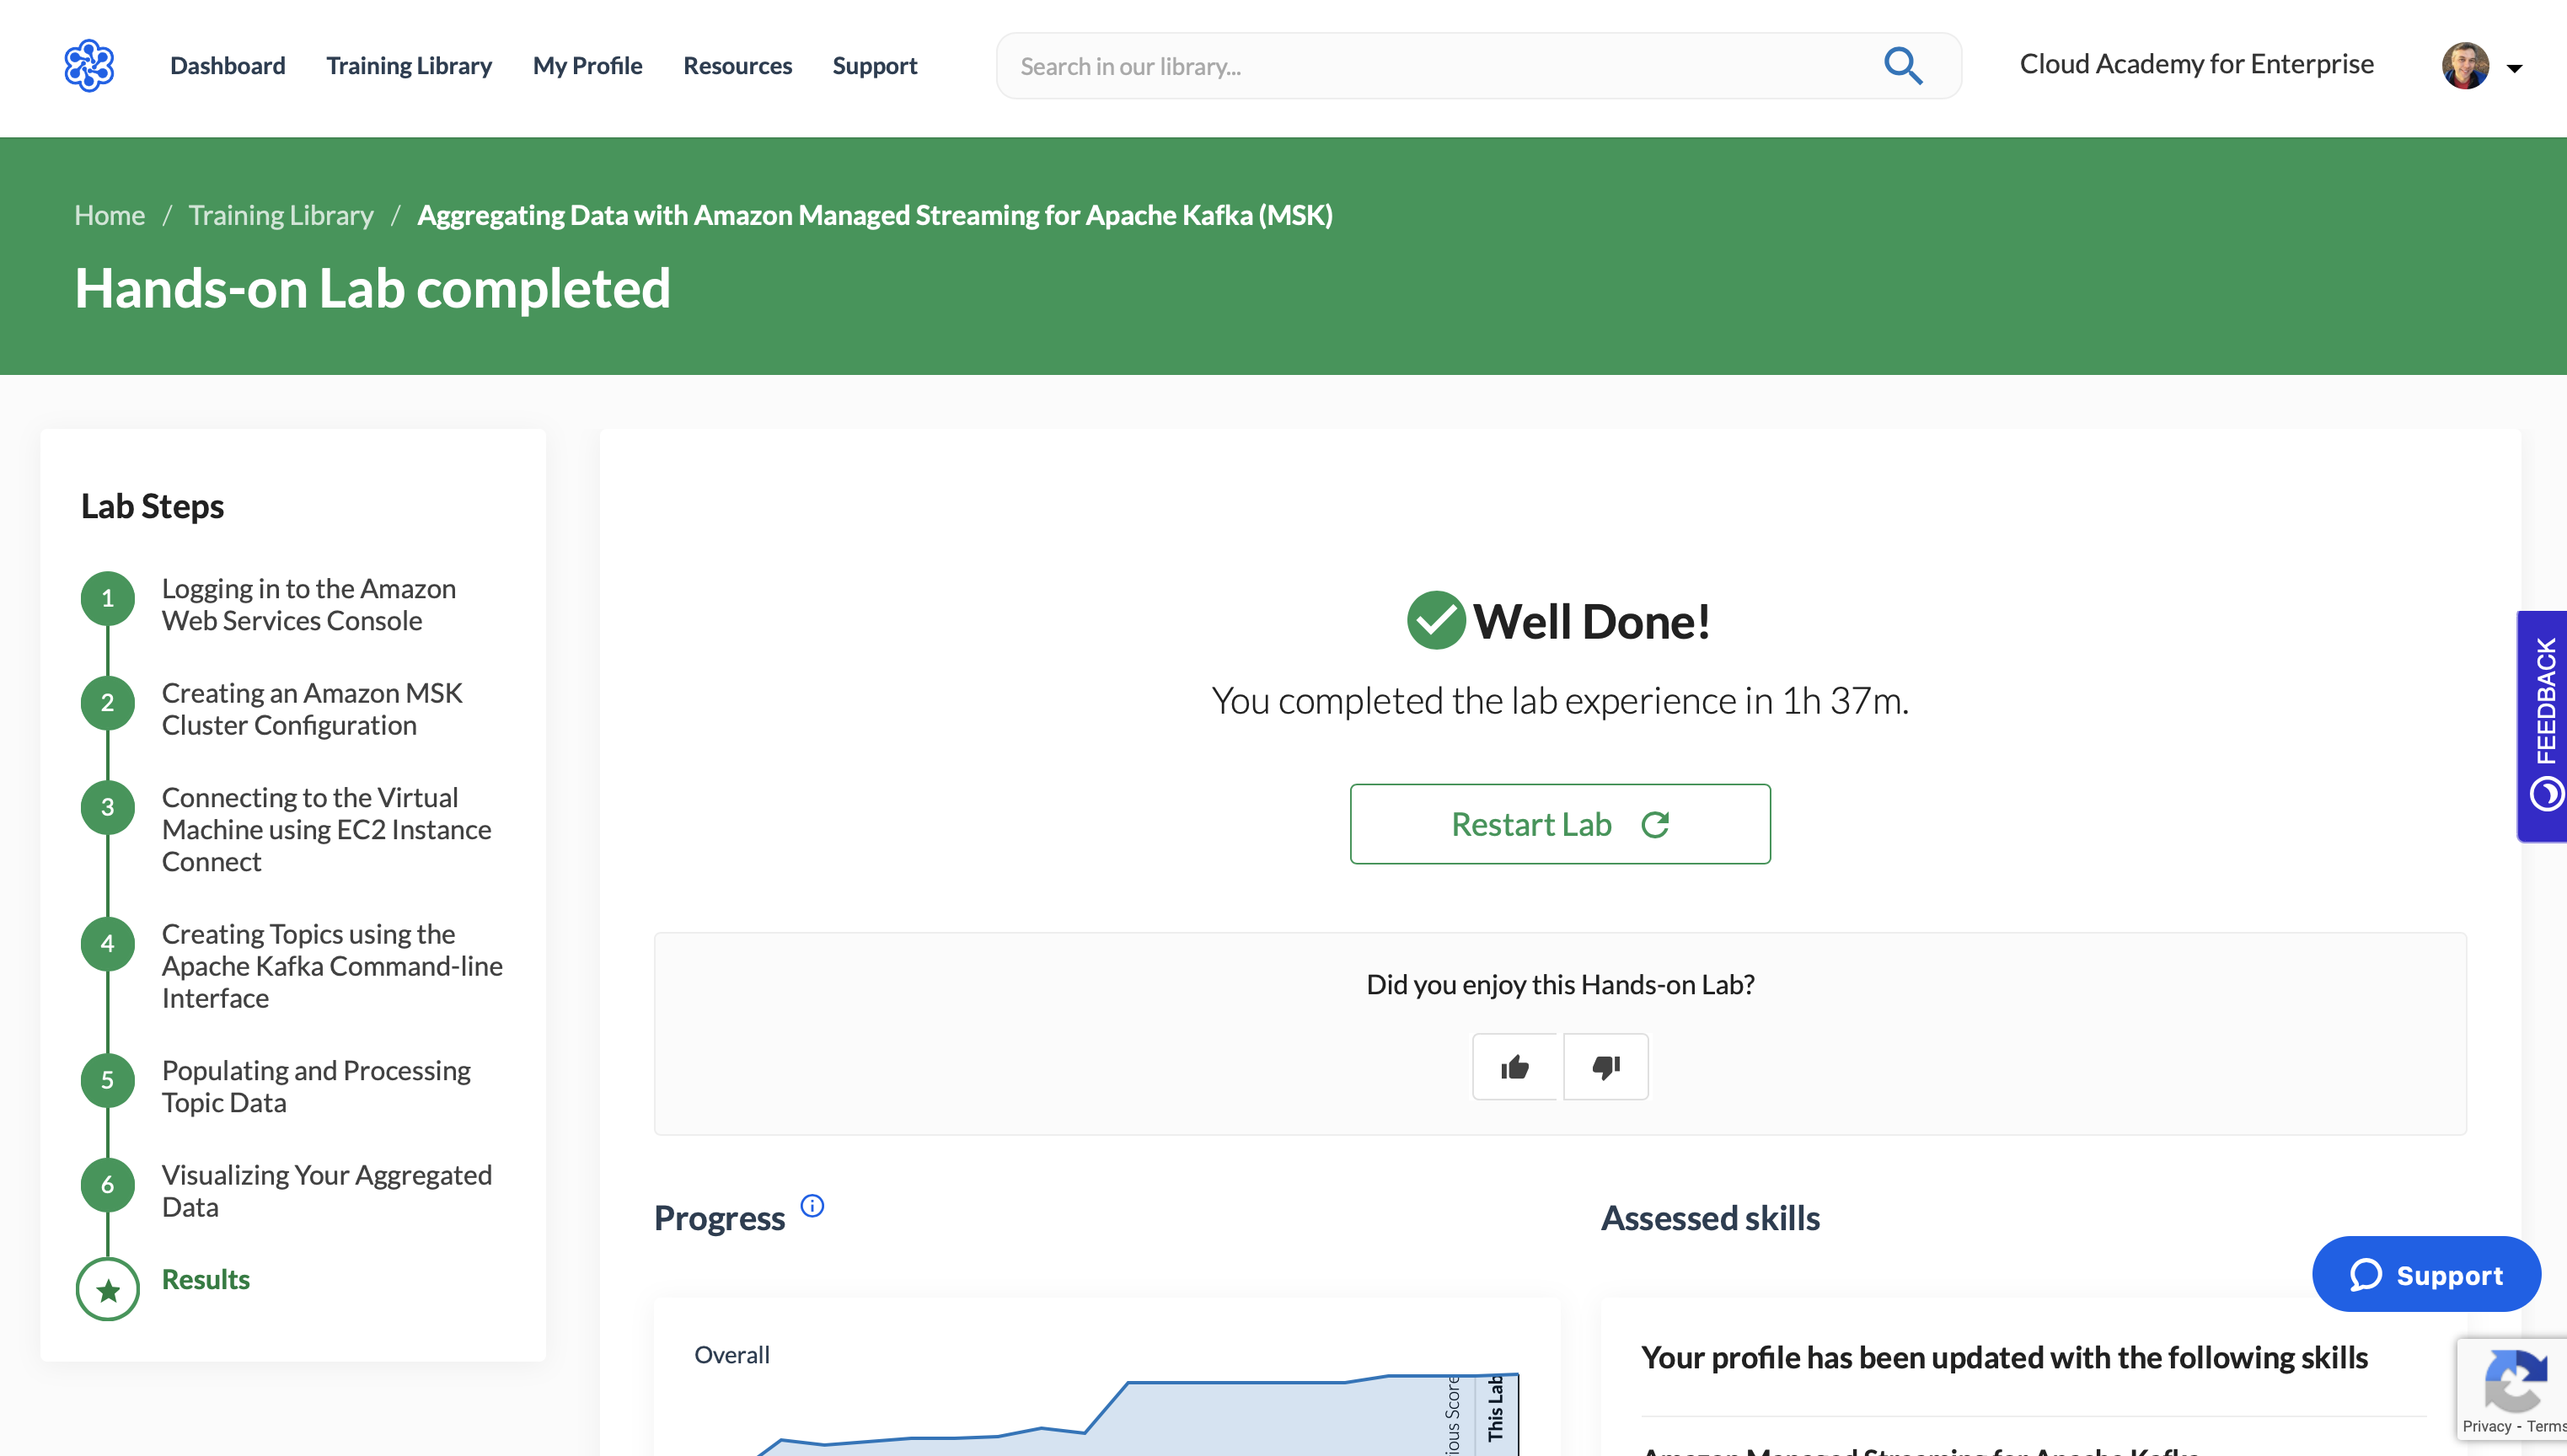 Dashboard
Training Library
My Profile
Resources
Support
Search in our library...
Cloud Academy for Enterprise
Home / Training Library / Aggregating Data with Amazon Managed Streaming for Apache Kafka (MSK)
Hands-on Lab completed
Lab Steps
1
Logging in to the Amazon
Web Services Console
2
Creating an Amazon MSK
Cluster Configuration
3
Connecting to the Virtual
Machine using EC2 Instance
Connect
4
Creating Topics using the
Apache Kafka Command-line
Interface
5
Populating and Processing
Topic Data
6
Visualizing Your Aggregated
Data
Results
Well Done!
You completed the lab experience in 1h 37m.
Restart Lab
Did you enjoy this Hands-on Lab?
Progress
Overall
Score
This Lab
Assessed skills
Your profile has been updated with the following skills
Amazon Managed Streaming for Apache Kafka
FEEDBACK
Support
Privacy - Terms